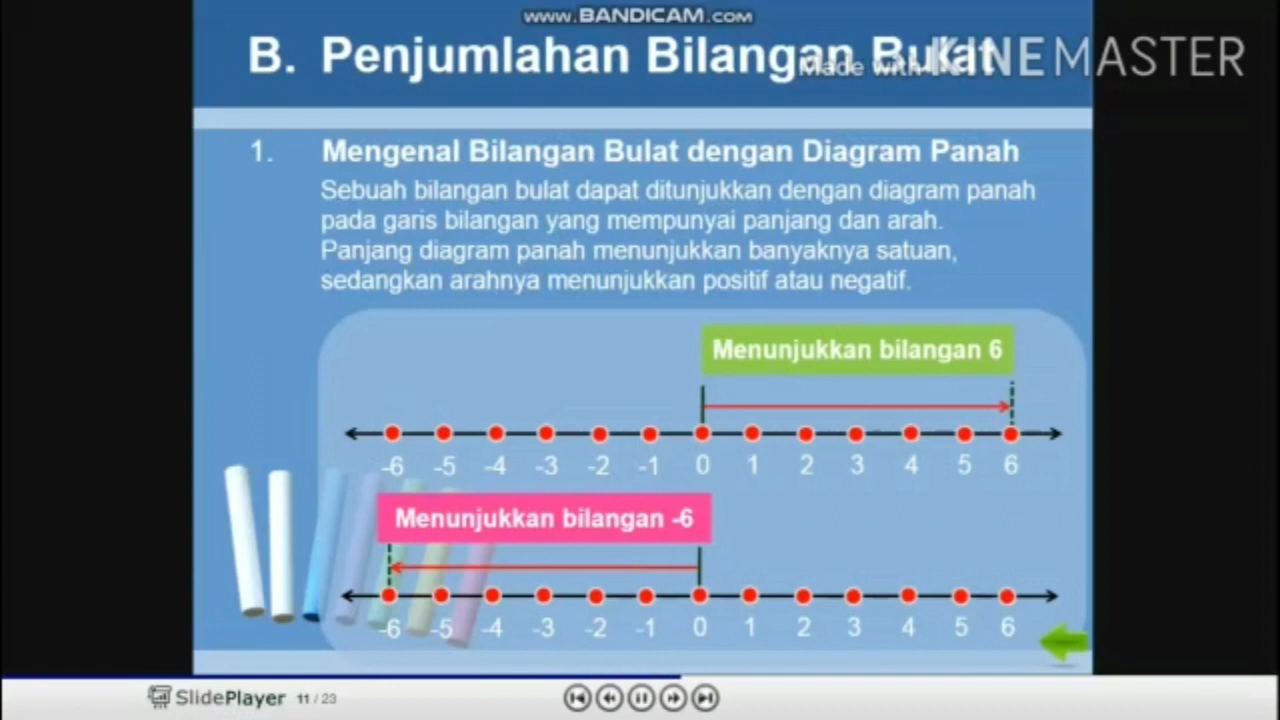 www.BANDICAM.com
B. Penjumlahan Bilangan Bulat
Made with KINEMASTER
1. Mengenal Bilangan Bulat dengan Diagram Panah
Sebuah bilangan bulat dapat ditunjukkan dengan diagram panah
pada garis bilangan yang mempunyai panjang dan arah.
Panjang diagram panah menunjukkan banyaknya satuan,
sedangkan arahnya menunjukkan positif atau negatif.
Menunjukkan bilangan 6
-6 -5 -4 -3 -2 -1 0 1 2 3 4 5 6
Menunjukkan bilangan -6
-6 -5 -4 -3 -2 -1 0 1 2 3 4 5 6
SlidePlayer 11 / 23